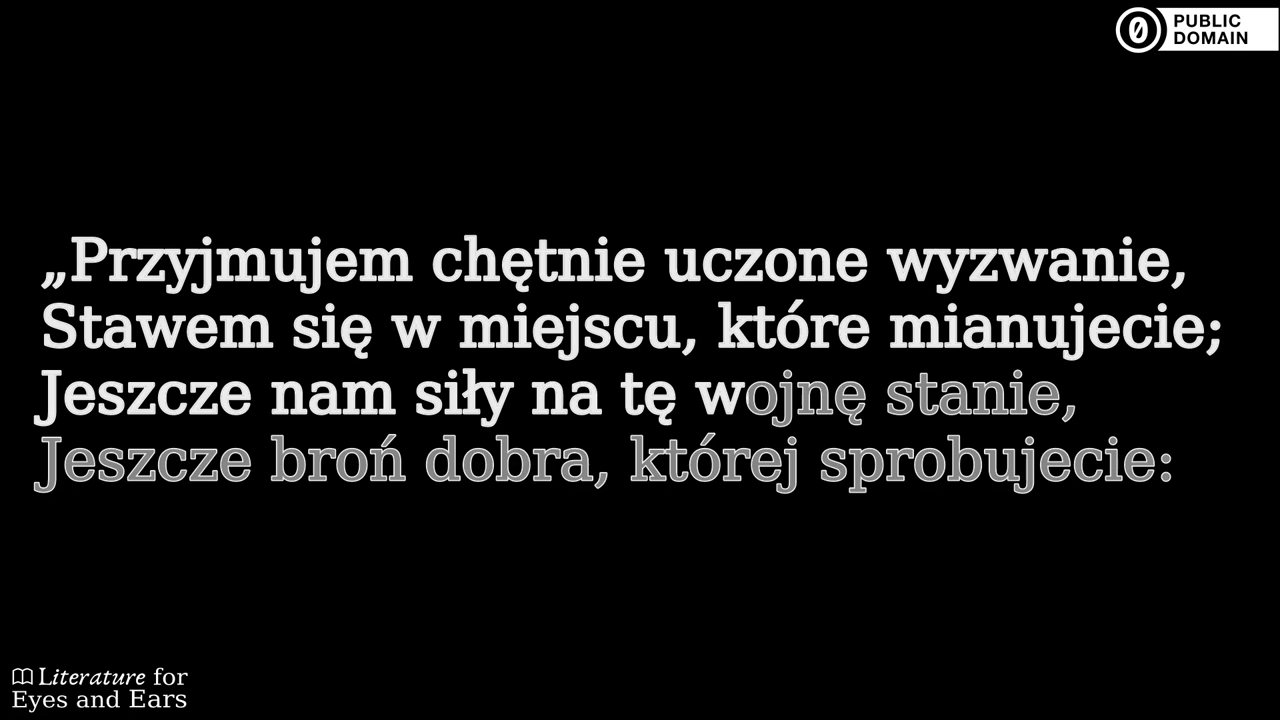 PUBLIC
DOMAIN
„Przyjmujem chętnie uczone wyzwanie,
Stawem się w miejscu, które mianujecie;
Jeszcze nam siły na tę wojnę stanie,
Jeszcze broń dobra, której sprobujecie:
Literature for
Eyes and Ears